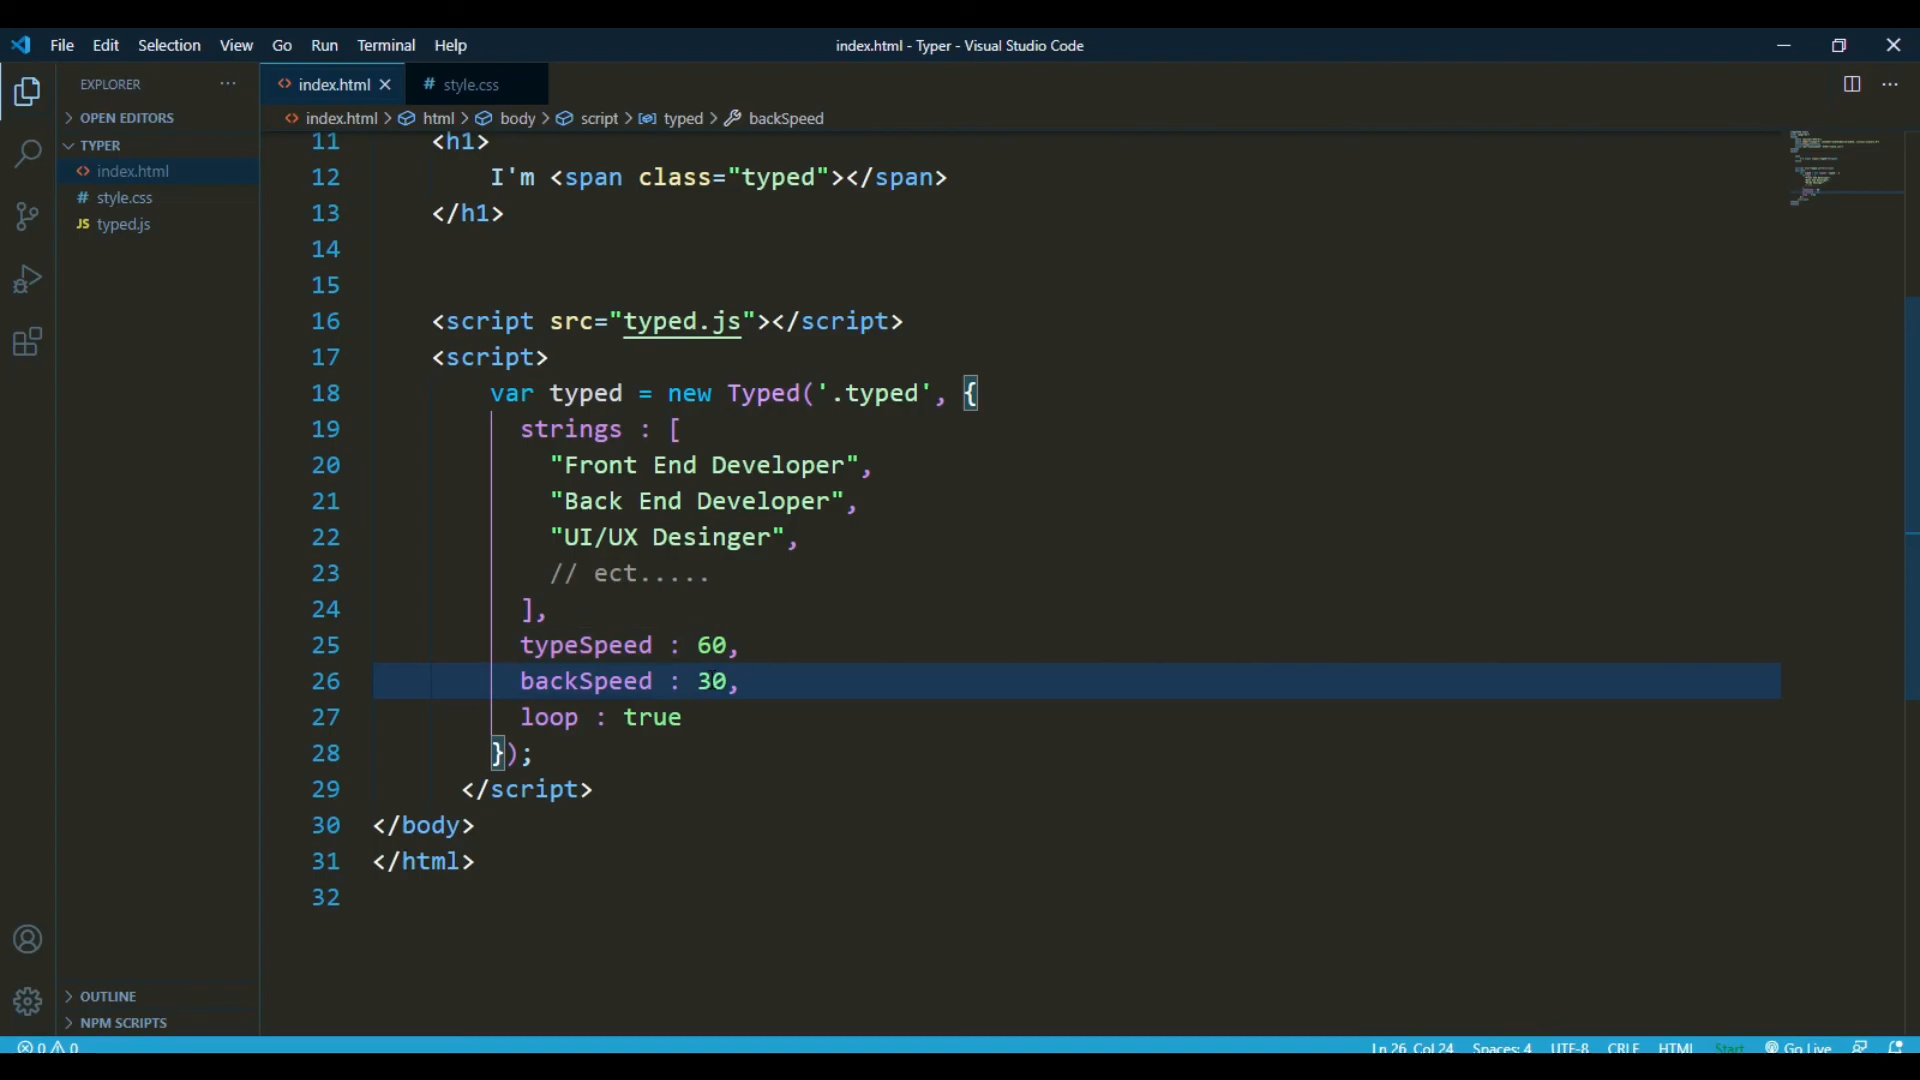 File Edit Selection View Go Run Terminal Help
index.html - Typer - Visual Studio Code
EXPLORER
OPEN EDITORS
TYPER
index.html
style.css
typed.js
OUTLINE
NPM SCRIPTS
index.html
style.css
index.html > html > body > script > typed > backSpeed
11 <h1>
12 I'm <span class="typed"></span>
13 </h1>
14
15
16 <script src="typed.js"></script>
17 <script>
18 var typed = new Typed('.typed', {
19 strings : [
20 "Front End Developer",
21 "Back End Developer",
22 "UI/UX Desinger",
23 // ect.....
24 ],
25 typeSpeed : 60,
26 backSpeed : 30,
27 loop : true
28 });
29 </script>
30 </body>
31 </html>
32
0 0 Ln 26, Col 24 Spaces: 4 UTF-8 CRLF HTML Start Go Live